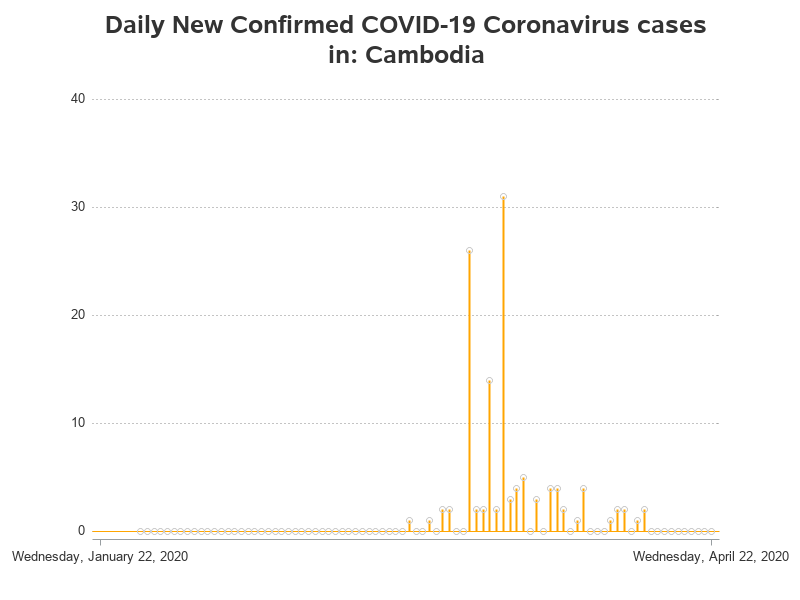 Daily New Confirmed COVID-19 Coronavirus cases
in: Cambodia
40
30
20
10
0
Wednesday, January 22, 2020
Wednesday, April 22, 2020